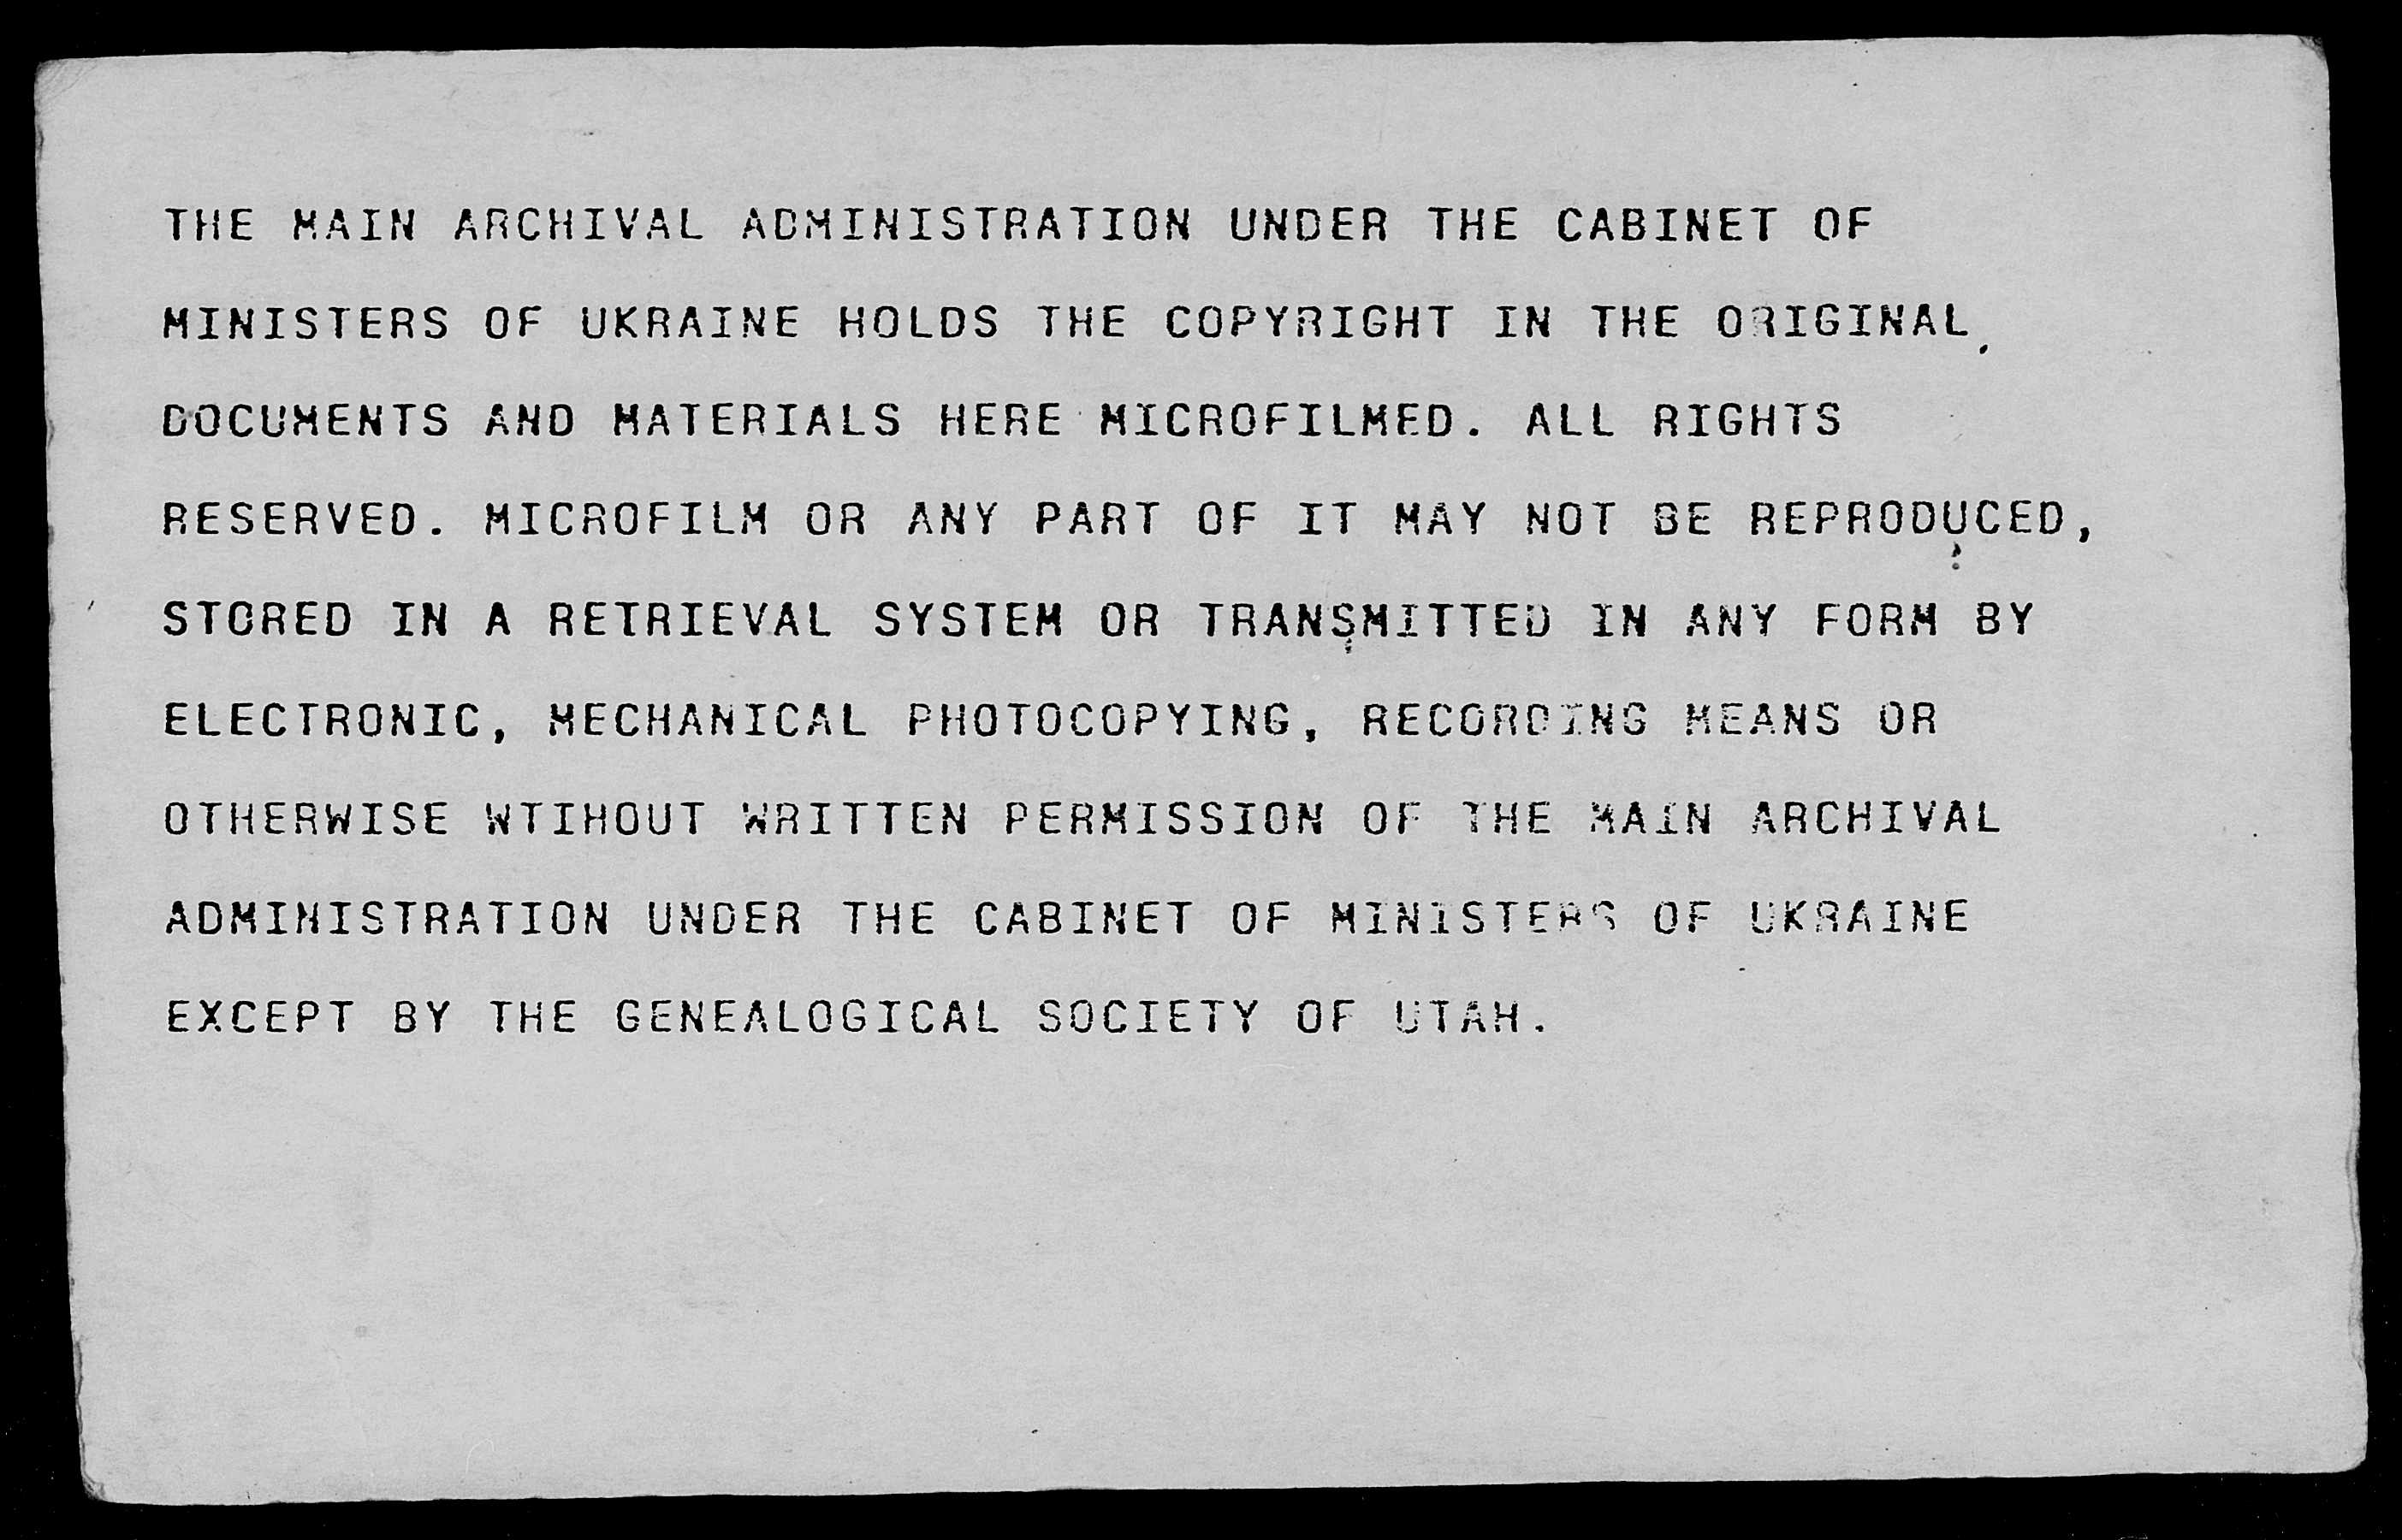 THE MAIN ARCHIVAL ADMINISTRATION UNDER THE CABINET OF
MINISTERS OF UKRAINE HOLDS THE COPYRIGHT IN THE ORIGINAL
DOCUMENTS AND MATERIALS HERE MICROFILMED. ALL RIGHTS
RESERVED. MICROFILM OR ANY PART OF IT MAY NOT BE REPRODUCED,
STORED IN A RETRIEVAL SYSTEM OR TRANSMITTED IN ANY FORM BY
ELECTRONIC, MECHANICAL PHOTOCOPYING, RECORDING MEANS OR
OTHERWISE WTIHOUT WRITTEN PERMISSION OF THE MAIN ARCHIVAL
ADMINISTRATION UNDER THE CABINET OF MINISTERS OF UKRAINE
EXCEPT BY THE GENEALOGICAL SOCIETY OF UTAH.